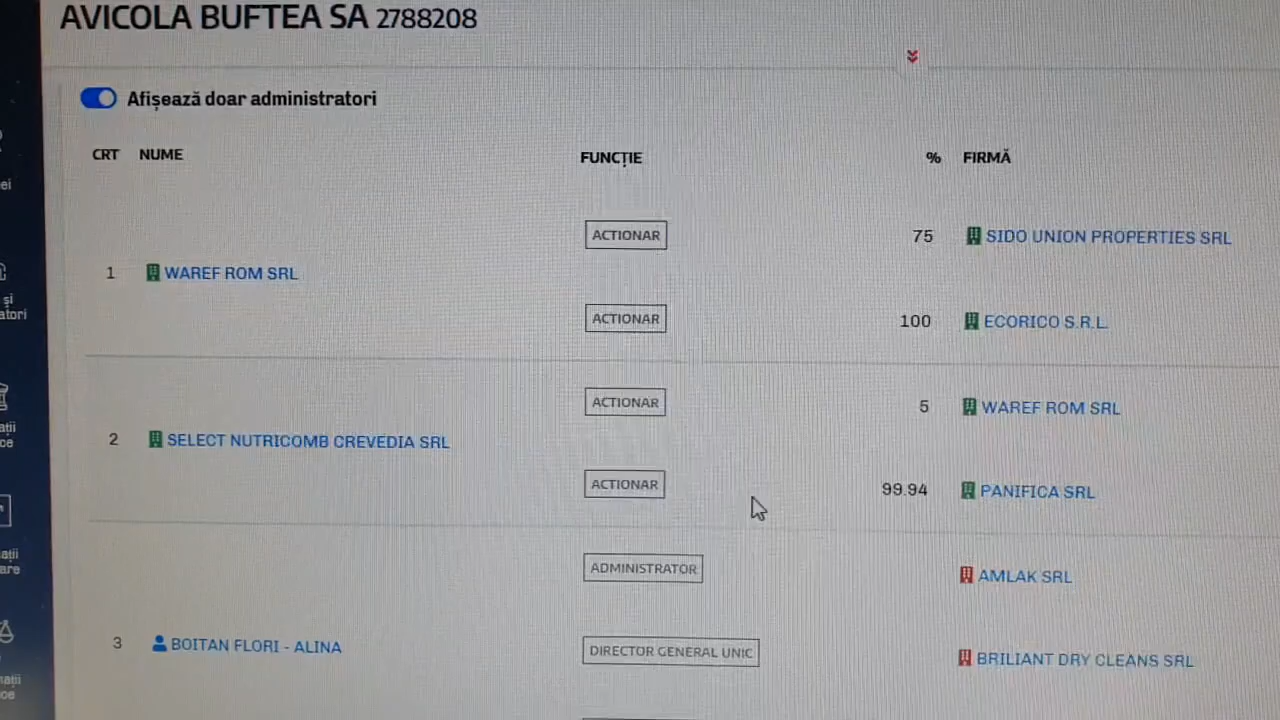 AVICOLA BUFTEA SA 2788208
Afișează doar administratori
CRT NUME FUNCȚIE % FIRMĂ
ACTIONAR 75 SIDO UNION PROPERTIES SRL
1 WAREF ROM SRL
ACTIONAR 100 ECORICO S.R.L.
ACTIONAR 5 WAREF ROM SRL
2 SELECT NUTRICOMB CREVEDIA SRL
ACTIONAR 99.94 PANIFICA SRL
ADMINISTRATOR AMLAK SRL
3 BOITAN FLORI - ALINA
DIRECTOR GENERAL UNIC BRILIANT DRY CLEANS SRL